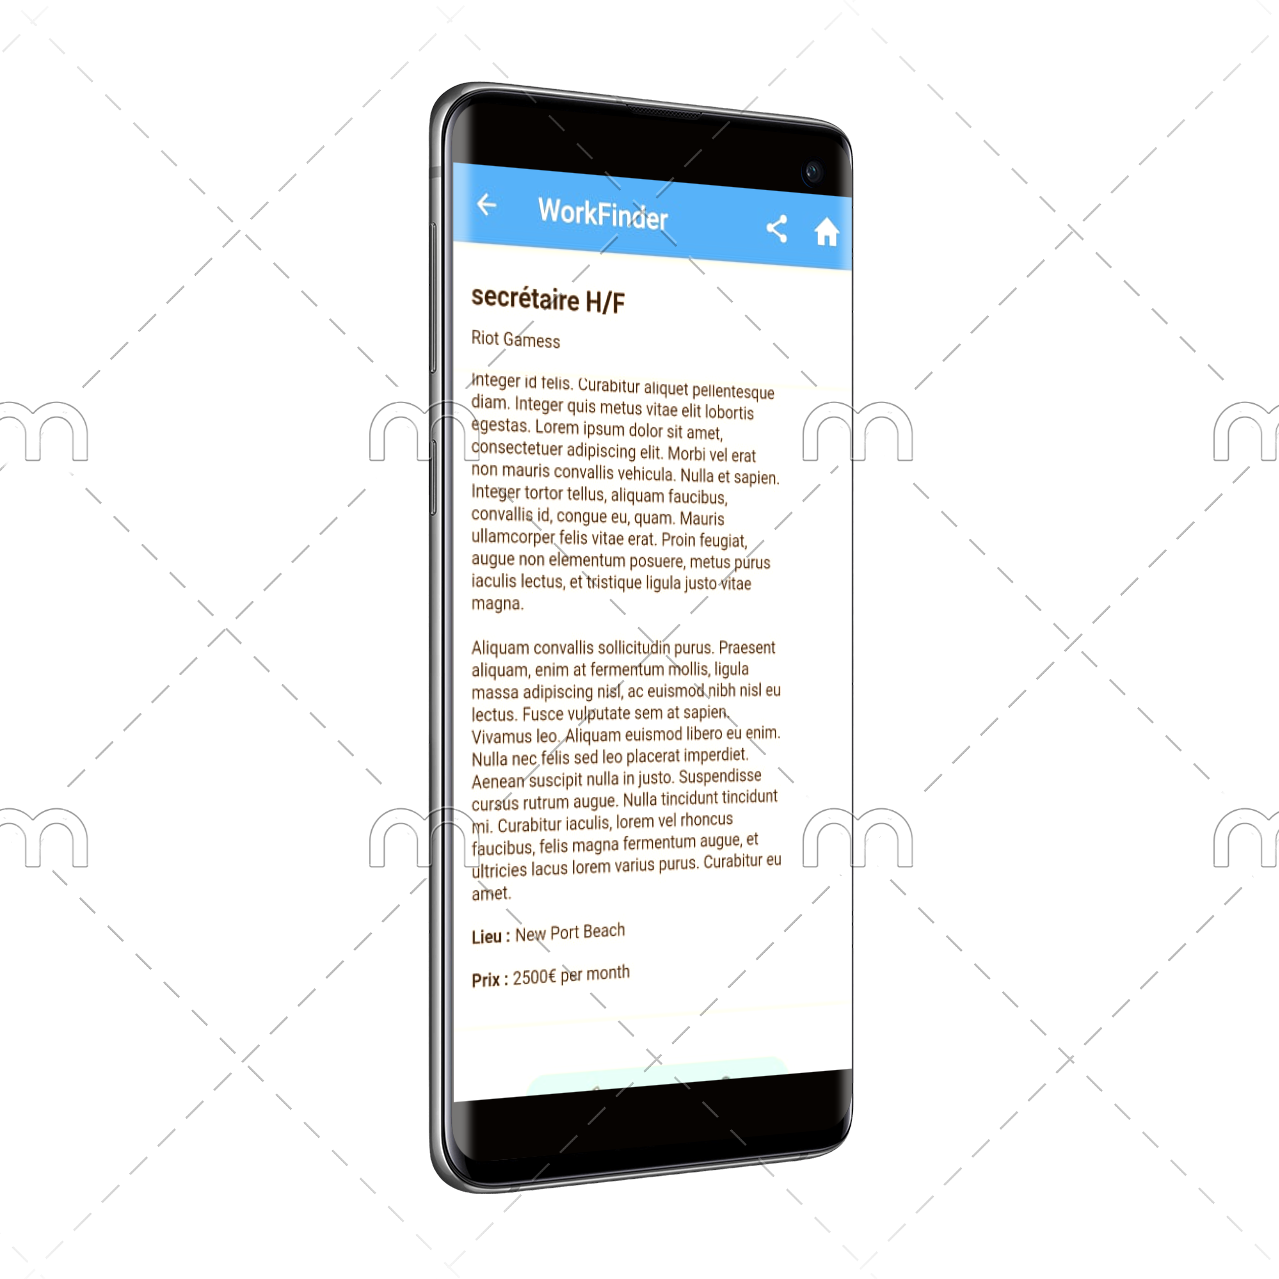 WorkFinder
secrétaire H/F
Riot Gamess
Integer id felis. Curabitur aliquet pellentesque
diam. Integer quis metus vitae elit lobortis
egestas. Lorem ipsum dolor sit amet,
consectetuer adipiscing elit. Morbi vel erat
non mauris convallis vehicula. Nulla et sapien.
Integer tortor tellus, aliquam faucibus,
convallis id, congue eu, quam. Mauris
ullamcorper felis vitae erat. Proin feugiat,
augue non elementum posuere, metus purus
iaculis lectus, et tristique ligula justo vitae
magna.
Aliquam convallis sollicitudin purus. Praesent
aliquam, enim at fermentum mollis, ligula
massa adipiscing nisl, ac euismod nibh nisl eu
lectus. Fusce vulputate sem at sapien.
Vivamus leo. Aliquam euismod libero eu enim.
Nulla nec felis sed leo placerat imperdiet.
Aenean suscipit nulla in justo. Suspendisse
cursus rutrum augue. Nulla tincidunt tincidunt
mi. Curabitur iaculis, lorem vel rhoncus
faucibus, felis magna fermentum augue, et
ultricies lacus lorem varius purus. Curabitur eu
amet.
Lieu : New Port Beach
Prix : 2500€ per month
m m m m
m m m m